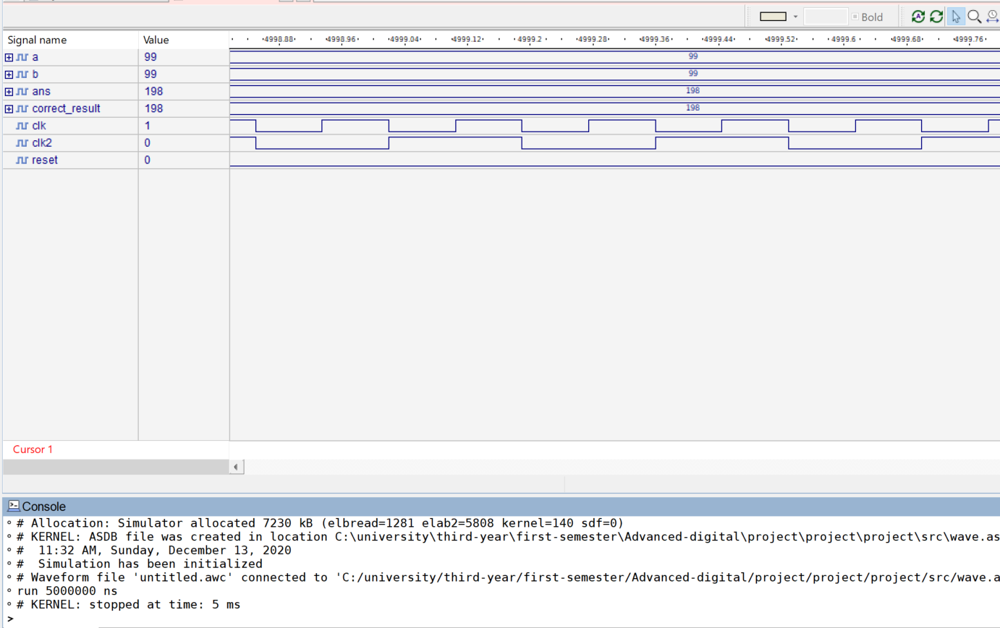 Bold
Signal name Value 4998.88 4998.96 4999.04 4999.12 4999.2 4999.28 4999.36 4999.44 4999.52 4999.6 4999.68 4999.76
a 99 99
b 99 99
ans 198 198
correct_result 198 198
clk 1
clk2 0
reset 0
Cursor 1
Console
# Allocation: Simulator allocated 7230 kB (elbread=1281 elab2=5808 kernel=140 sdf=0)
# KERNEL: ASDB file was created in location C:\university\third-year\first-semester\Advanced-digital\project\project\project\src\wave.as
# 11:32 AM, Sunday, December 13, 2020
# Simulation has been initialized
# Waveform file 'untitled.awc' connected to 'C:/university/third-year/first-semester/Advanced-digital/project/project/project/src/wave.a
run 5000000 ns
# KERNEL: stopped at time: 5 ms
>